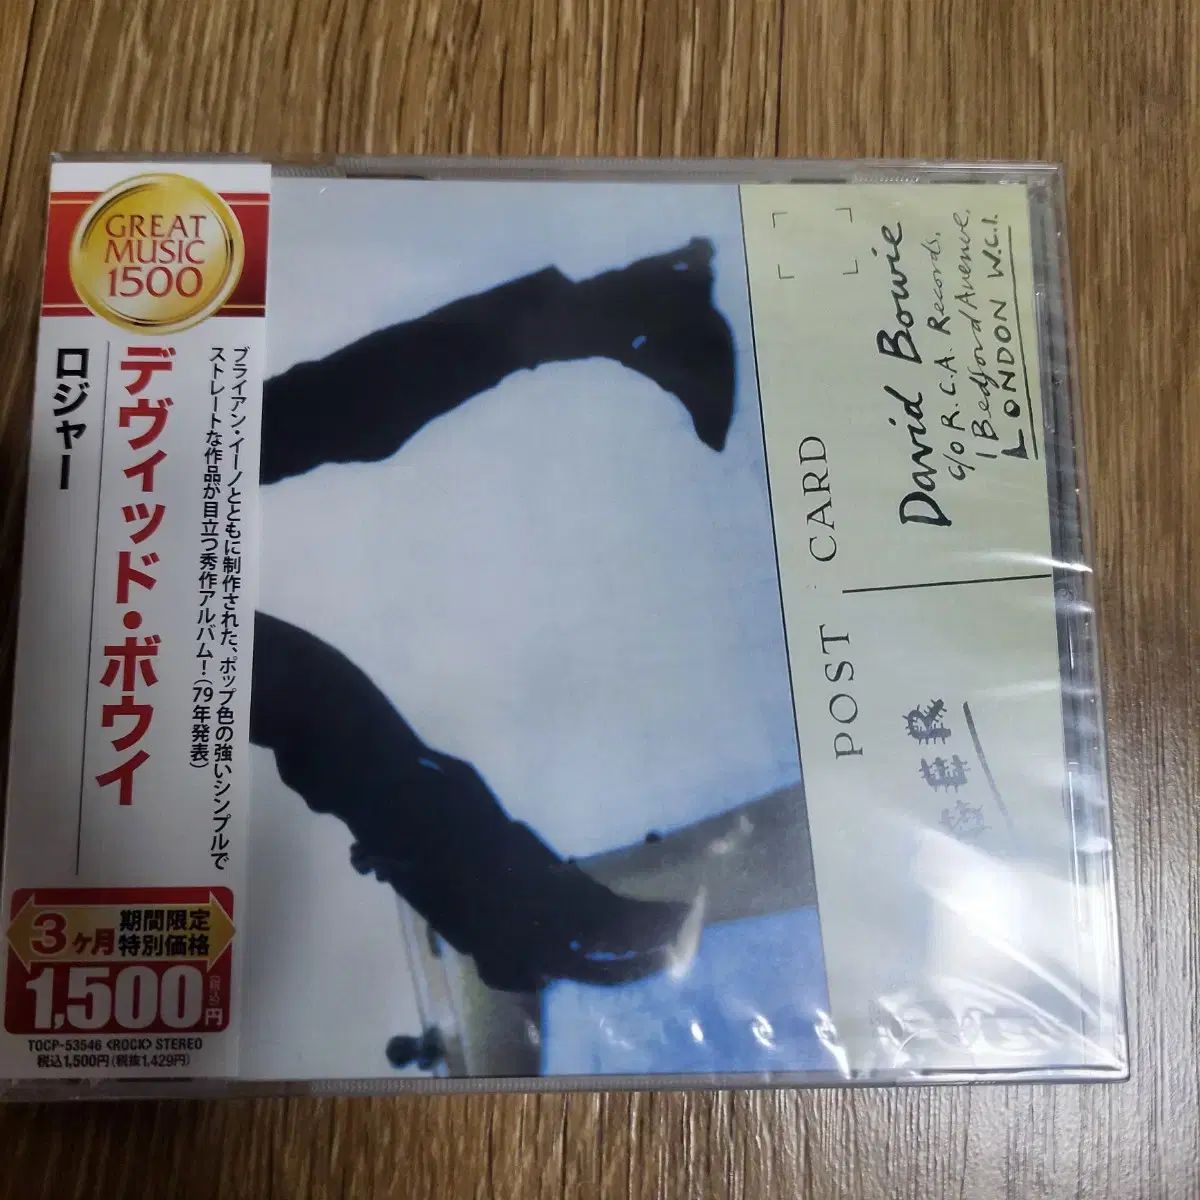 GREAT
MUSIC
1500
デヴィッド・ボウイ
ロジャー
ブライアン・イーノとともに制作された、ポップ色の強いシンプルで
ストレートな作品が目立つ秀作アルバム！（79年発表）
3ヶ月
期間限定
特別価格
1,500円
(税込)
TOCP-53546 <ROCK> STEREO
税込1,500円(税抜1,429円)
POST CARD
David Bowie
c/o R.C.A. Records.
1 Bedford Avenue.
LONDON W.C.1.